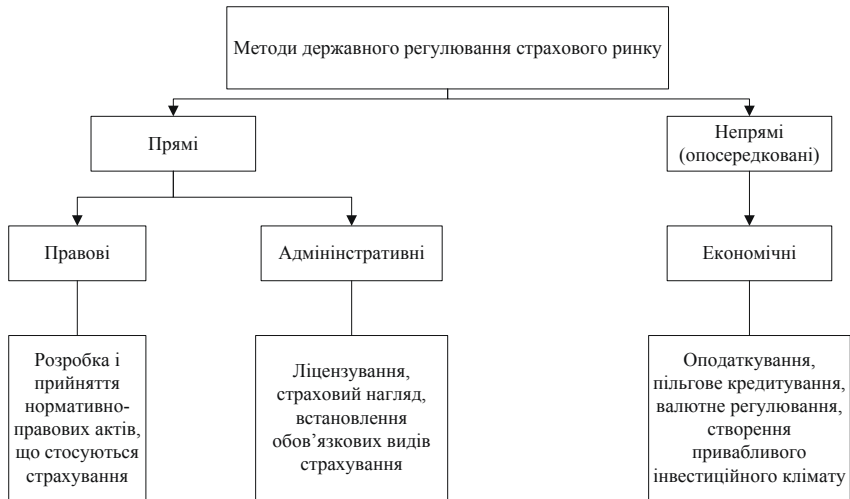 Методи державного регулювання страхового ринку
Прямі
Непрямі
(опосередковані)
Правові
Адмінінстративні
Економічні
Розробка і
прийняття
нормативно-
правових актів,
що стосуються
страхування
Ліцензування,
страховий нагляд,
встановлення
обов’язкових видів
страхування
Оподаткування,
пільгове кредитування,
валютне регулювання,
створення
привабливого
інвестиційного клімату